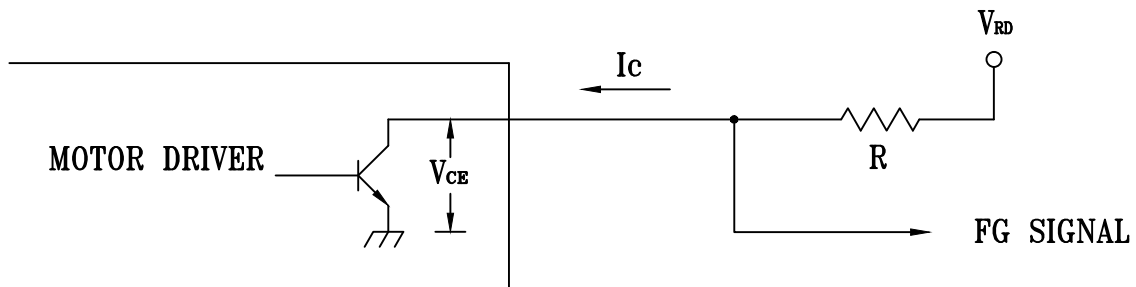 V_RD
Ic
MOTOR DRIVER
V_CE
R
FG SIGNAL